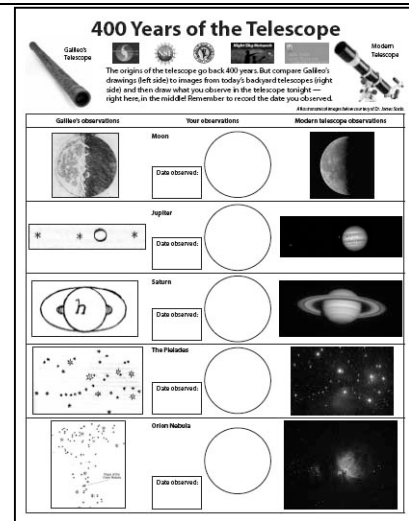 400 Years of the Telescope
Galileo's
Telescope
Night Sky Network
Modern
Telescope
The origins of the telescope go back 400 years. But compare Galileo's
drawings (left side) to images from today's backyard telescopes (right
side) and then draw what you observe in the telescope tonight —
right here, in the middle! Remember to record the date you observed.
Galileo's observations
Your observations
Modern telescope observations
Moon
Date observed:
Jupiter
Date observed:
Saturn
Date observed:
The Pleiades
Date observed:
Orion Nebula
Date observed: